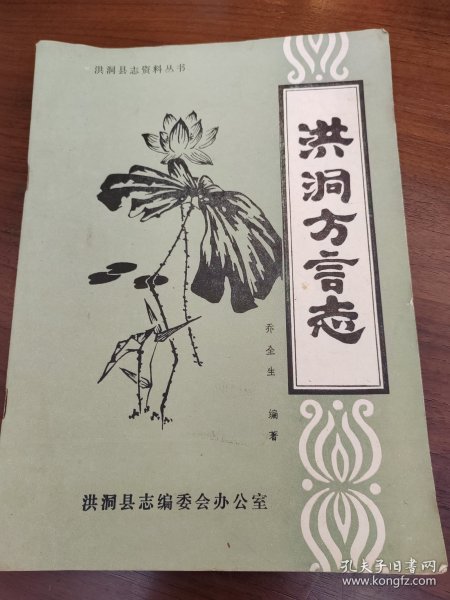 洪洞县志资料丛书
洪洞方言志
乔全生 编著
洪洞县志编委会办公室
孔夫子旧书网
www.kongfz.com